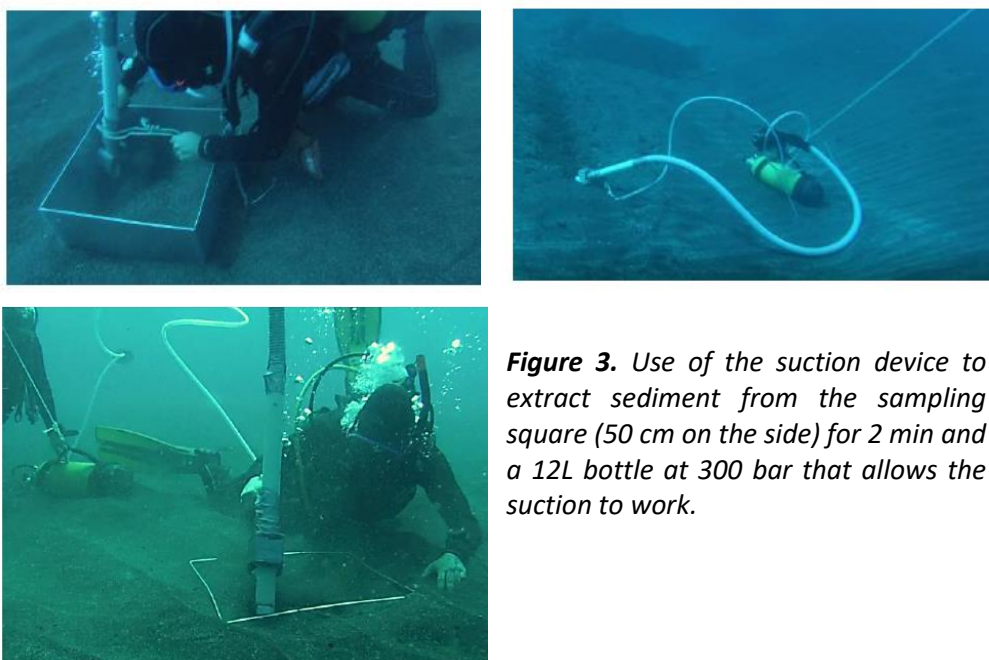 Figure 3. Use of the suction device to
extract sediment from the sampling
square (50 cm on the side) for 2 min and
a 12L bottle at 300 bar that allows the
suction to work.